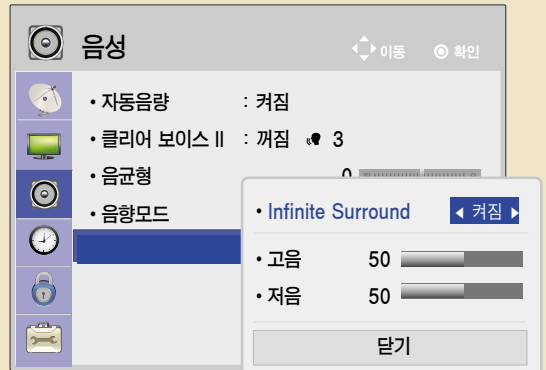 음성
이동 확인
• 자동음량 : 켜짐
• 클리어 보이스 II : 꺼짐 3
• 음균형 0
• 음향모드
• Infinite Surround ◀ 켜짐 ▶
• 고음 50
• 저음 50
닫기